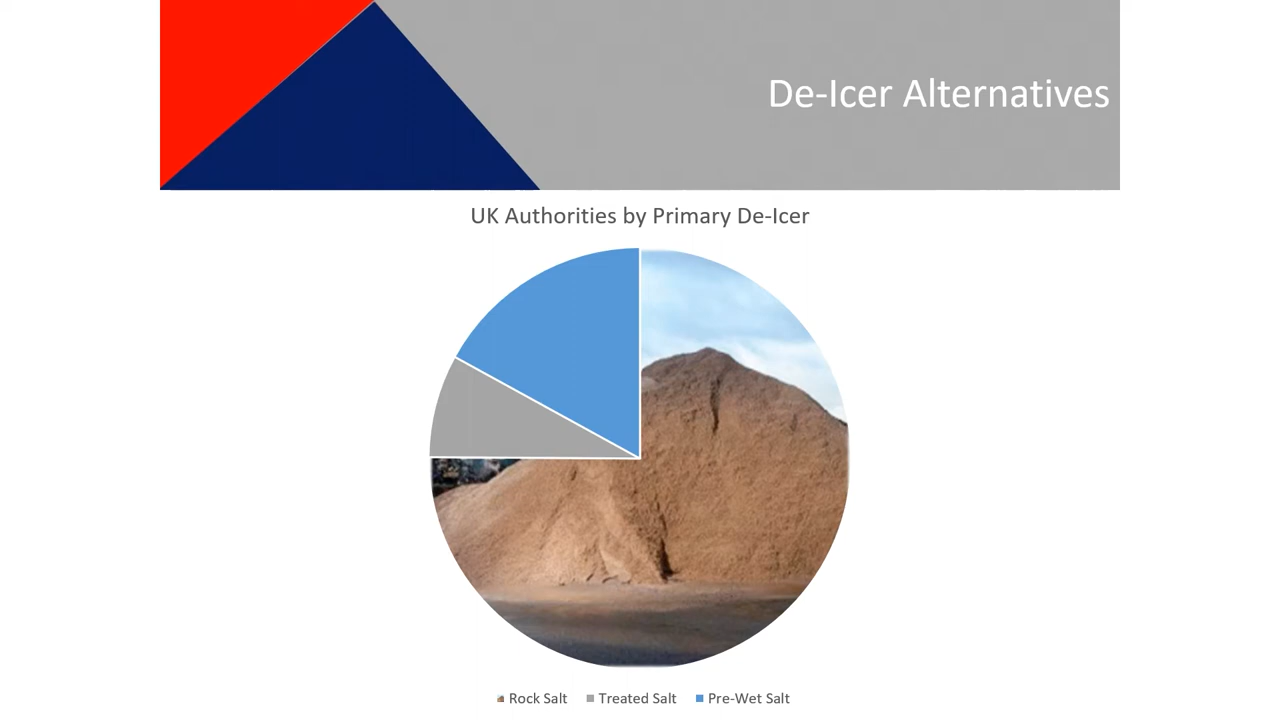 De-Icer Alternatives
UK Authorities by Primary De-Icer
Rock Salt Treated Salt Pre-Wet Salt